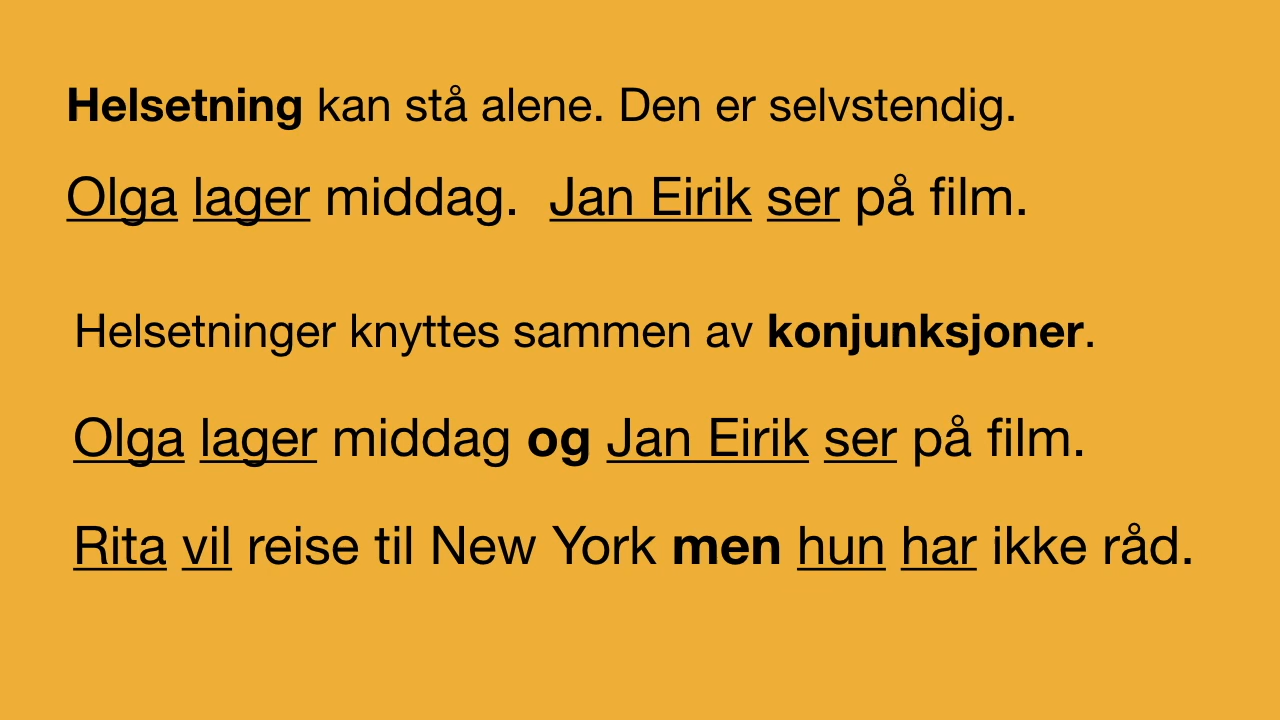 Helsetning kan stå alene. Den er selvstendig.
Olga lager middag.  Jan Eirik ser på film.
Helsetninger knyttes sammen av konjunksjoner.
Olga lager middag og Jan Eirik ser på film.
Rita vil reise til New York men hun har ikke råd.